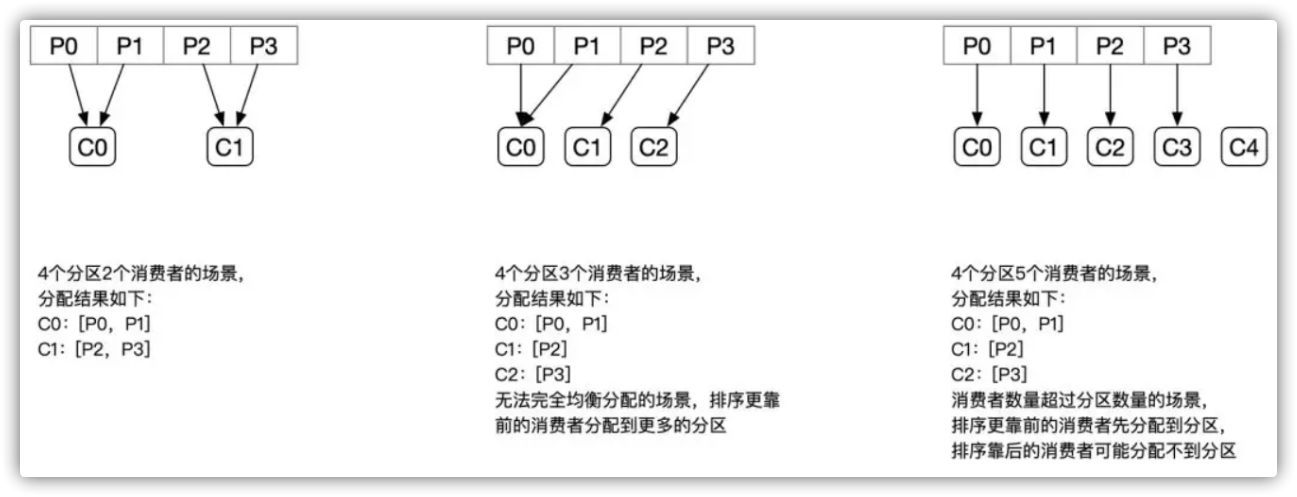 P0 P1 P2 P3
C0 C1
4个分区2个消费者的场景，
分配结果如下：
C0：[P0，P1]
C1：[P2，P3]
P0 P1 P2 P3
C0 C1 C2
4个分区3个消费者的场景，
分配结果如下：
C0：[P0，P1]
C1：[P2]
C2：[P3]
无法完全均衡分配的场景，排序更靠
前的消费者分配到更多的分区
P0 P1 P2 P3
C0 C1 C2 C3 C4
4个分区5个消费者的场景，
分配结果如下：
C0：[P0，P1]
C1：[P2]
C2：[P3]
消费者数量超过分区数量的场景，
排序更靠前的消费者先分配到分区，
排序靠后的消费者可能分配不到分区